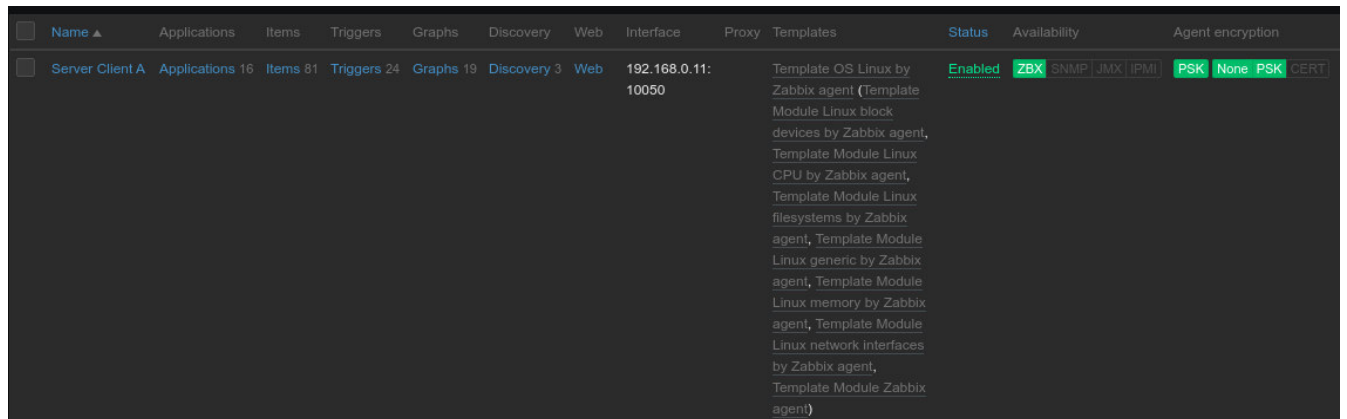 Name ▲ Applications Items Triggers Graphs Discovery Web Interface Proxy Templates Status Availability Agent encryption
Server Client A Applications 16 Items 81 Triggers 24 Graphs 19 Discovery 3 Web 192.168.0.11: Template OS Linux by Enabled ZBX SNMP JMX IPMI PSK None PSK CERT
10050 Zabbix agent (Template
Module Linux block
devices by Zabbix agent,
Template Module Linux
CPU by Zabbix agent,
Template Module Linux
filesystems by Zabbix
agent, Template Module
Linux generic by Zabbix
agent, Template Module
Linux memory by Zabbix
agent, Template Module
Linux network interfaces
by Zabbix agent,
Template Module Zabbix
agent)